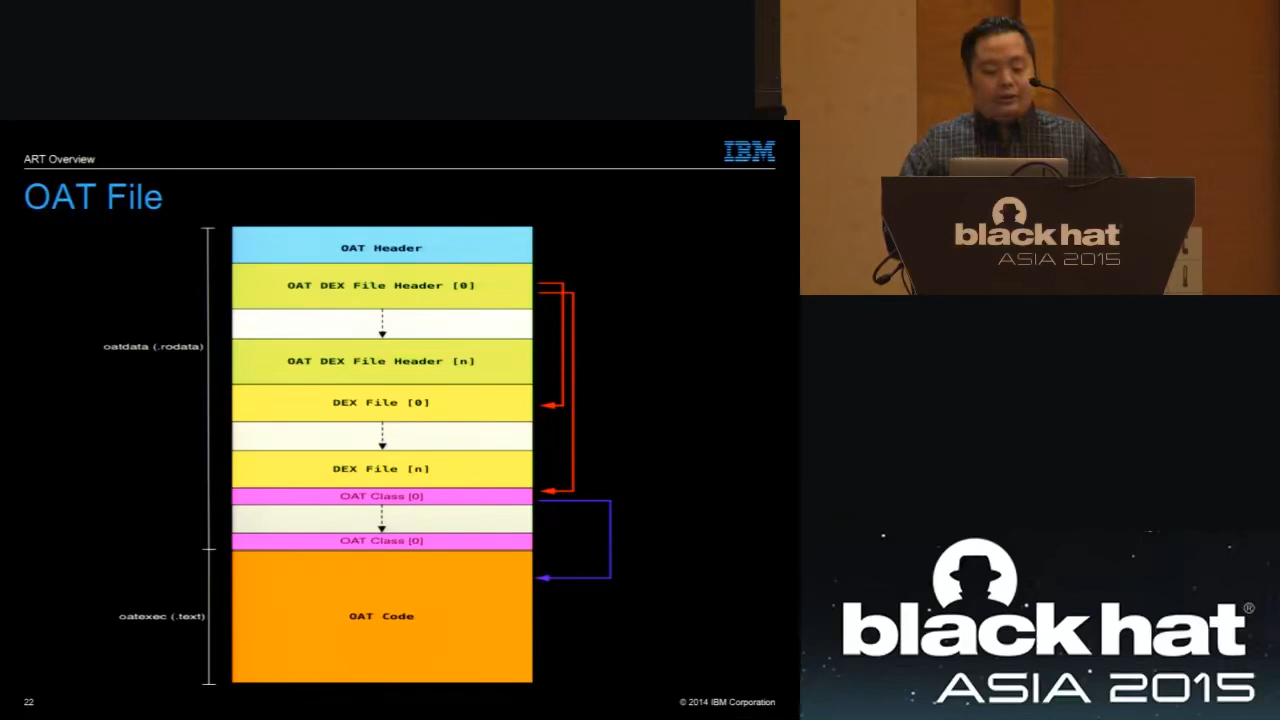 ART Overview
IBM
OAT File
OAT Header
OAT DEX File Header [0]
oatdata (.rodata)
OAT DEX File Header [n]
DEX File [0]
DEX File [n]
OAT Class [0]
OAT Class [0]
oatexec (.text)
OAT Code
22
© 2014 IBM Corporation
black hat
ASIA 2015
black hat®
ASIA 2015